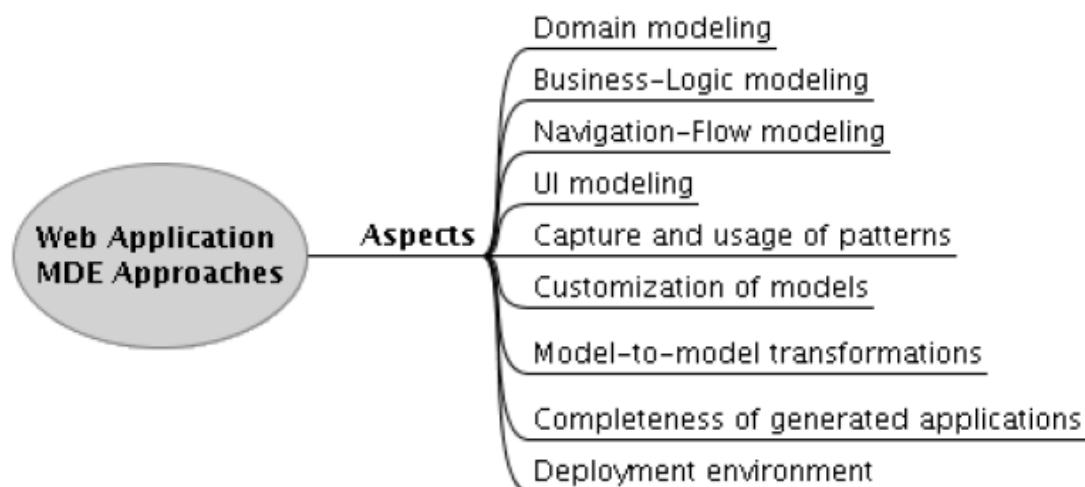 Domain modeling
Business-Logic modeling
Navigation-Flow modeling
UI modeling
Web Application
MDE Approaches
Aspects
Capture and usage of patterns
Customization of models
Model-to-model transformations
Completeness of generated applications
Deployment environment